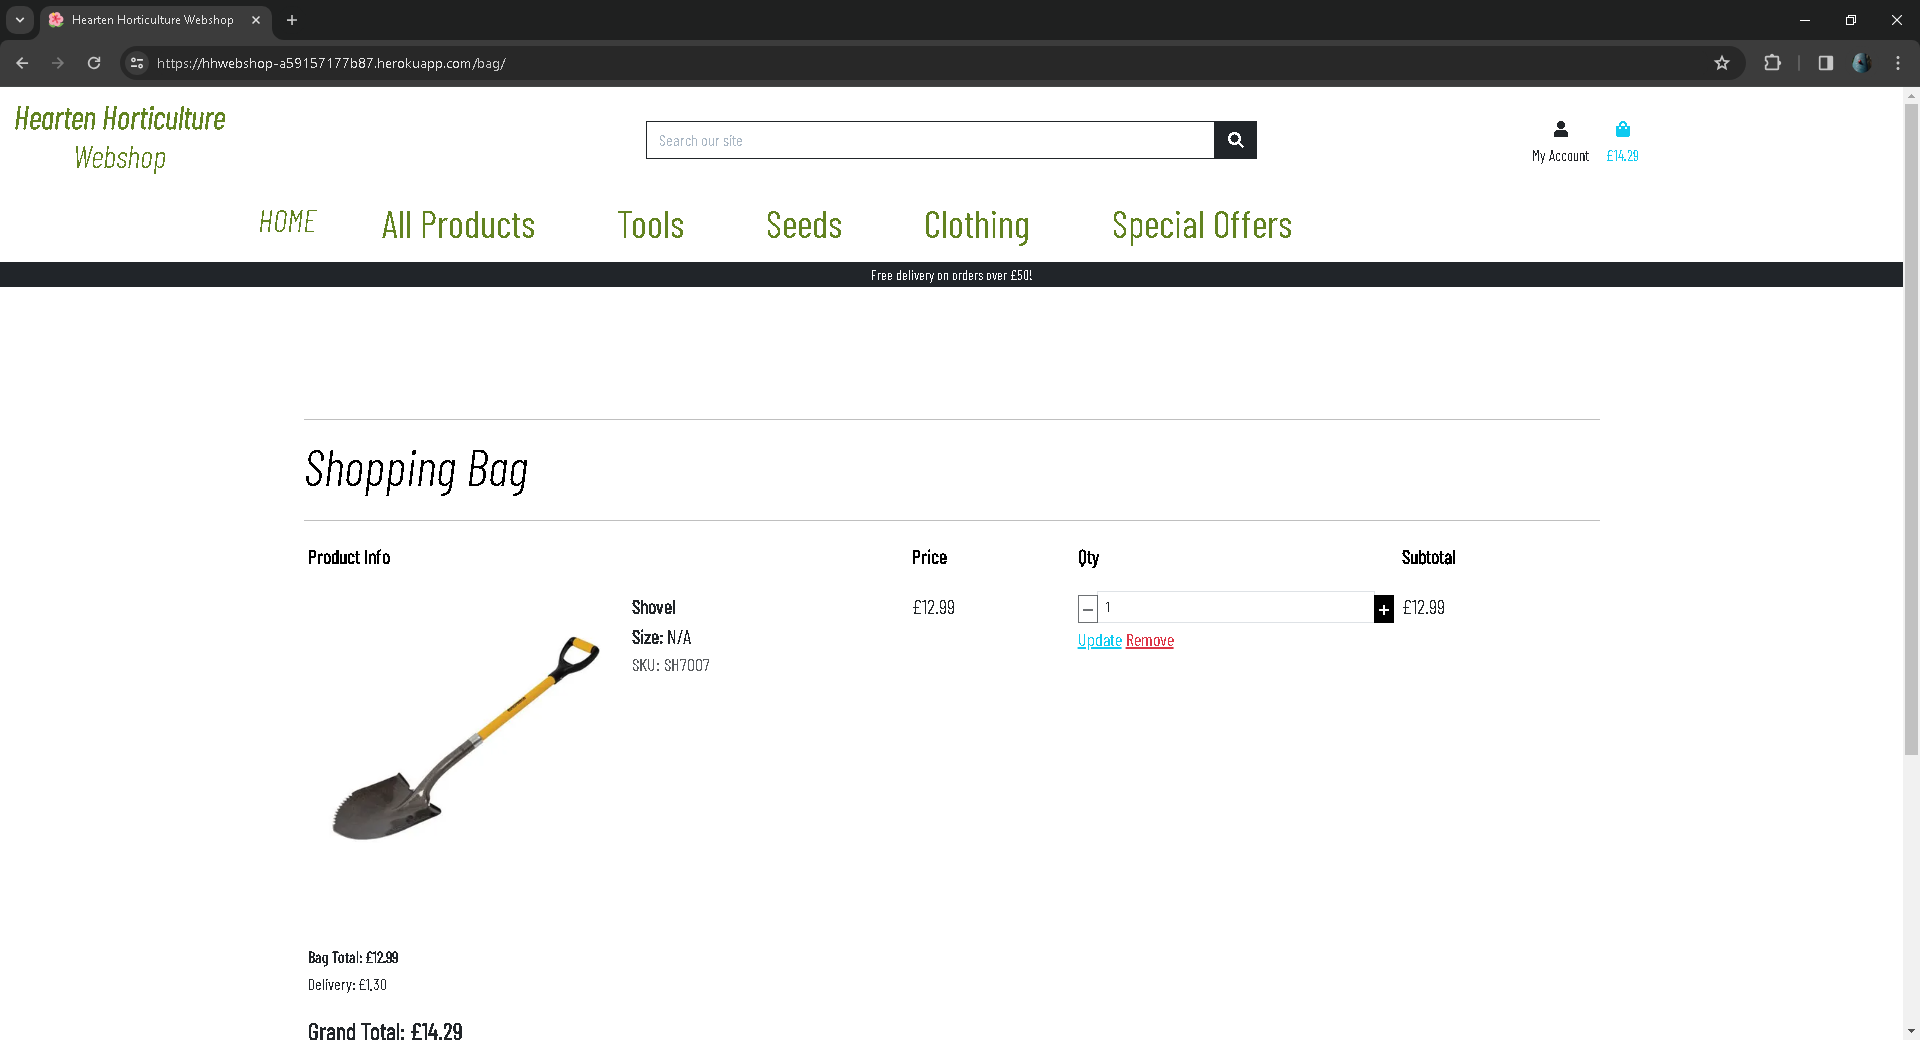 Hearten Horticulture Webshop
https://hhwebshop-a59157177b87.herokuapp.com/bag/
Hearten Horticulture
Webshop
Search our site
My Account
£14.29
HOME
All Products
Tools
Seeds
Clothing
Special Offers
Free delivery on orders over £50!
Shopping Bag
Product Info
Price
Qty
Subtotal
Shovel
£12.99
1
£12.99
Size: N/A
Update Remove
SKU: SH7007
Bag Total: £12.99
Delivery: £1.30
Grand Total: £14.29